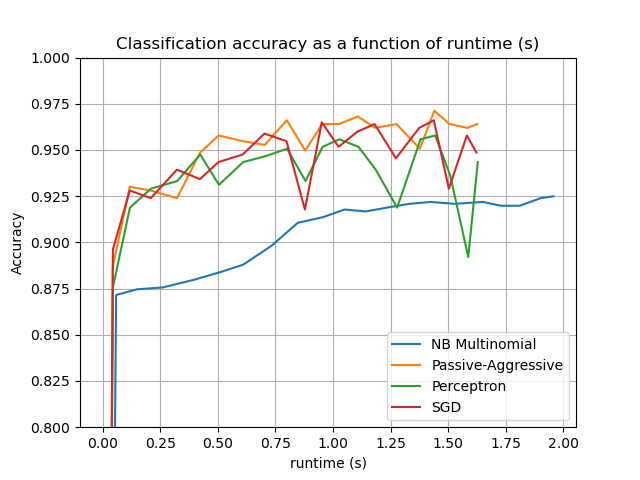 Classification accuracy as a function of runtime (s)
1.000
0.975
0.950
0.925
0.900
0.875
0.850
0.825
0.800
Accuracy
NB Multinomial
Passive-Aggressive
Perceptron
SGD
0.00 0.25 0.50 0.75 1.00 1.25 1.50 1.75 2.00
runtime (s)